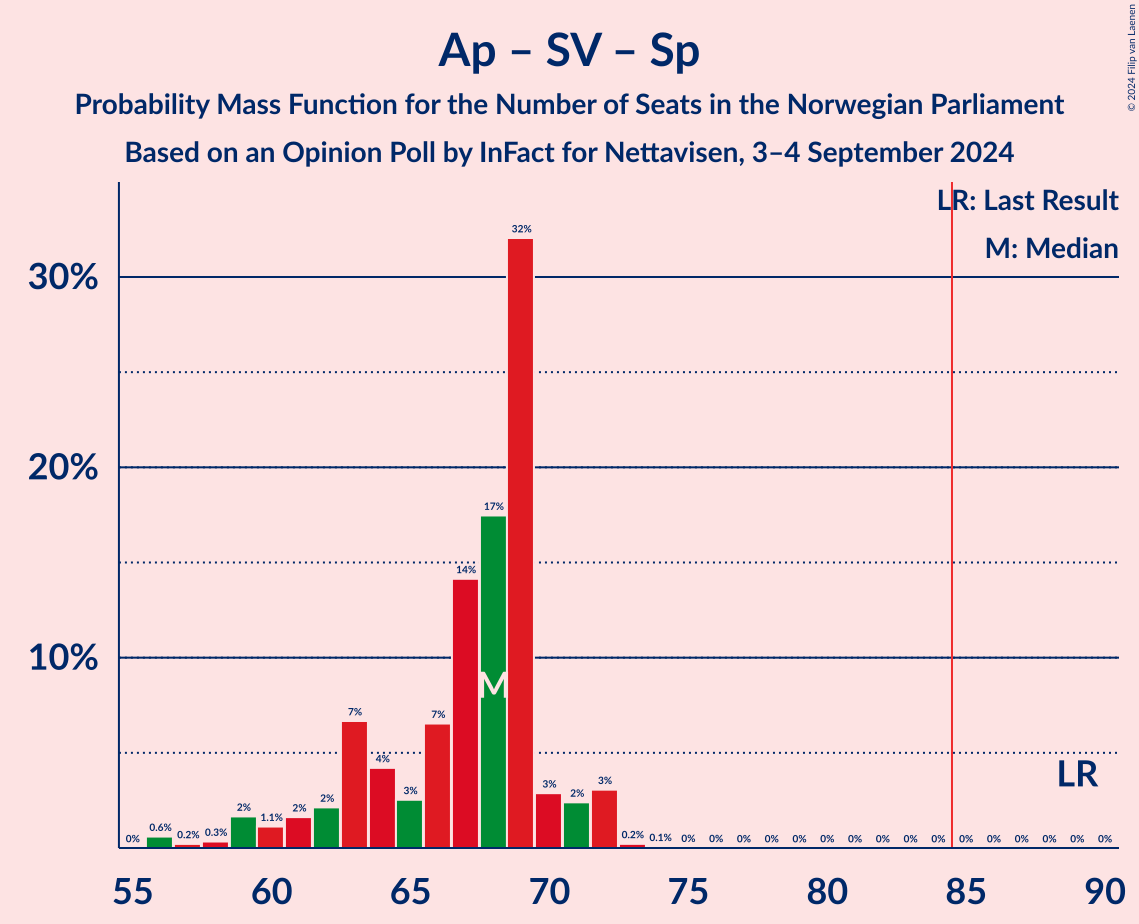 Ap – SV – Sp
Probability Mass Function for the Number of Seats in the Norwegian Parliament
Based on an Opinion Poll by InFact for Nettavisen, 3–4 September 2024
© 2024 Filip van Laenen
LR: Last Result
M: Median
30%
20%
10%
0% 0.6% 0.2% 0.3% 2% 1.1% 2% 2% 7% 4% 3% 7% 14% 17% 32% 3% 2% 3% 0.2% 0.1% 0% 0% 0% 0% 0% 0% 0% 0% 0% 0% 0% 0% 0% 0% 0% 0%
M
LR
55 60 65 70 75 80 85 90